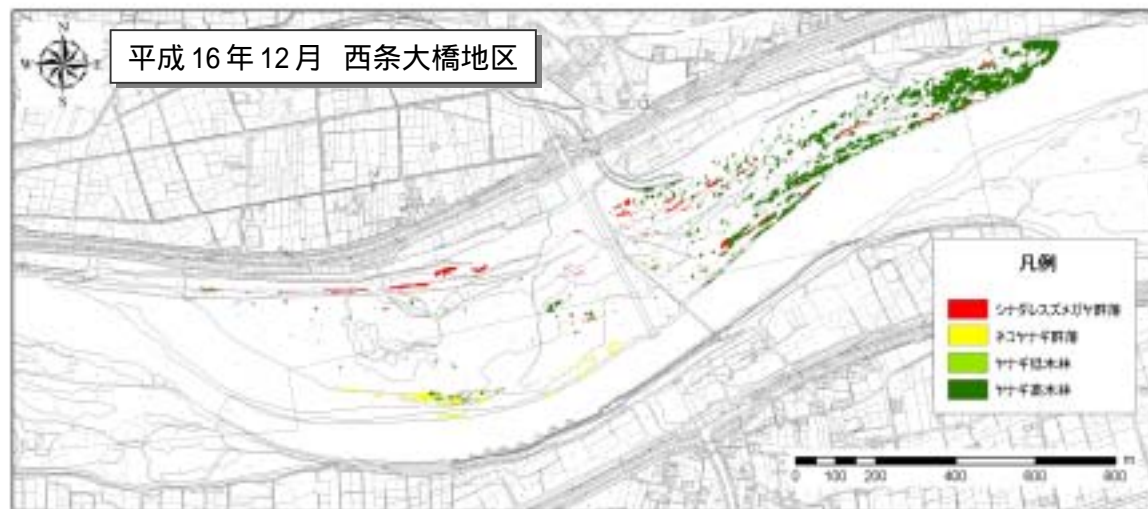 平成16年12月 西条大橋地区
N
W
E
S
凡例
シナダレスズメガヤ群落
ネコヤナギ群落
ヤナギ低木林
ヤナギ高木林
m
0 100 200 400 600 800